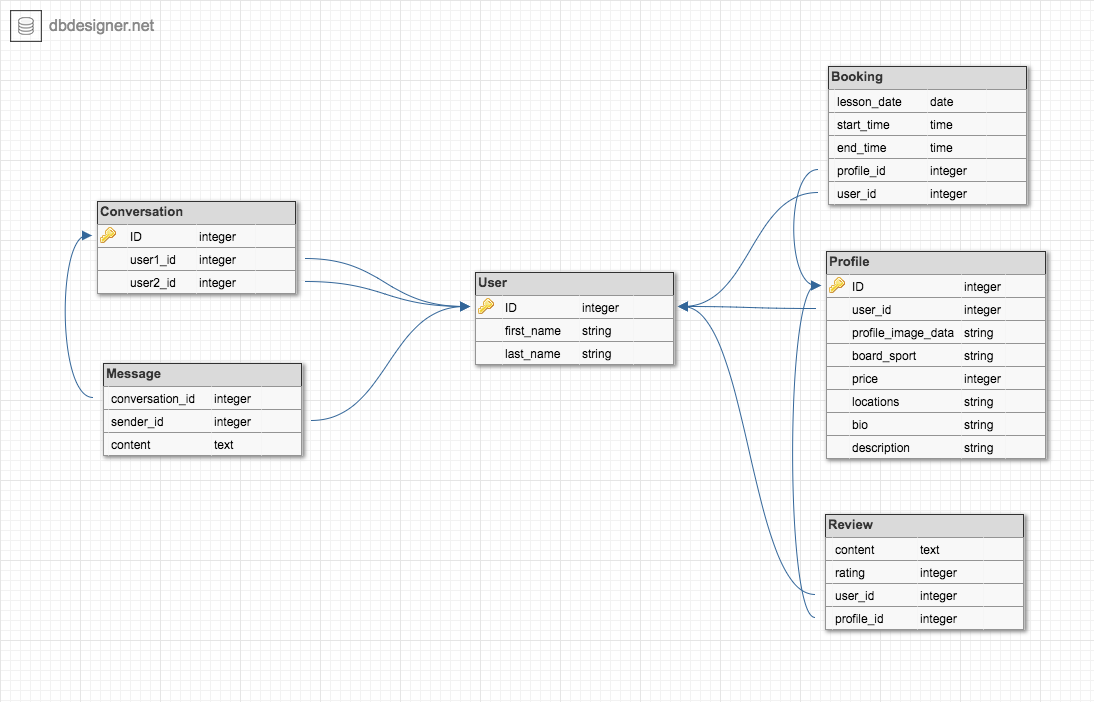 dbdesigner.net
Conversation
ID integer
user1_id integer
user2_id integer
Message
conversation_id integer
sender_id integer
content text
User
ID integer
first_name string
last_name string
Booking
lesson_date date
start_time time
end_time time
profile_id integer
user_id integer
Profile
ID integer
user_id integer
profile_image_data string
board_sport string
price integer
locations string
bio string
description string
Review
content text
rating integer
user_id integer
profile_id integer